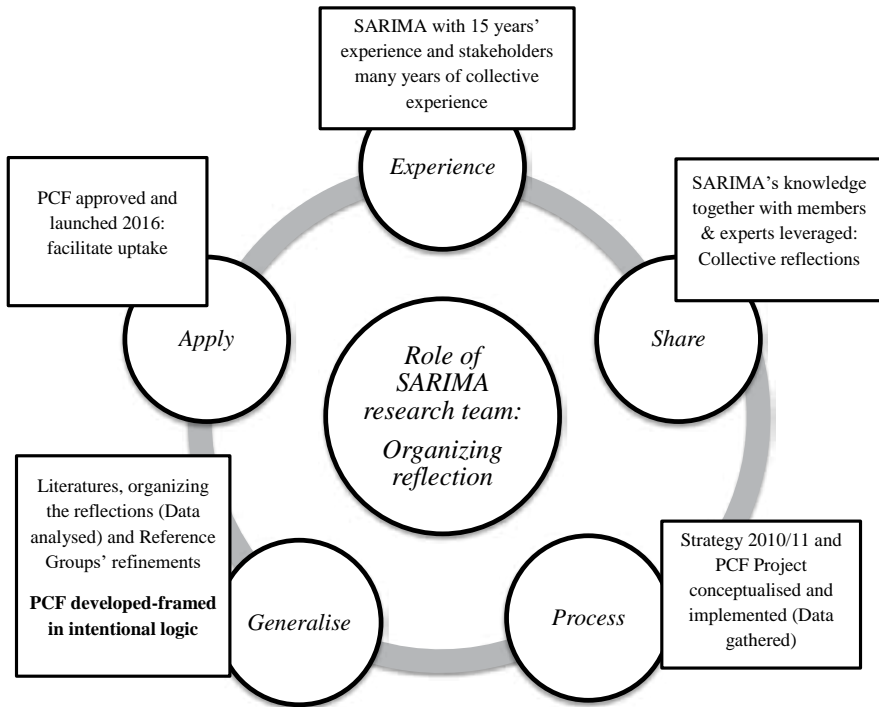 SARIMA with 15 years’
experience and stakeholders
many years of collective
experience
Experience
SARIMA’s knowledge
together with members
& experts leveraged:
Collective reflections
Share
Strategy 2010/11 and
PCF Project
conceptualised and
implemented (Data
gathered)
Process
Literatures, organizing
the reflections (Data
analysed) and Reference
Groups’ refinements
PCF developed-framed
in intentional logic
Generalise
PCF approved and
launched 2016:
facilitate uptake
Apply
Role of
SARIMA
research team:
Organizing
reflection